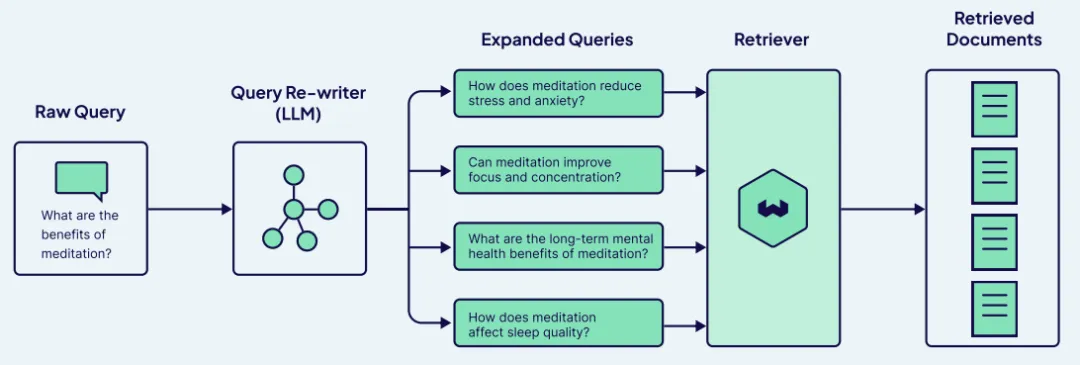 Raw Query
What are the
benefits of
meditation?
Query Re-writer
(LLM)
Expanded Queries
How does meditation reduce
stress and anxiety?
Can meditation improve
focus and concentration?
What are the long-term mental
health benefits of meditation?
How does meditation
affect sleep quality?
Retriever
Retrieved
Documents